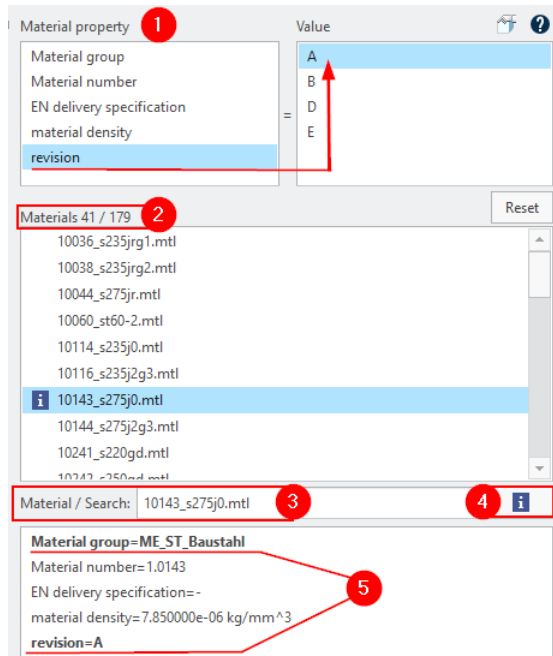 Material property 1 Value ?
Material group
Material number
EN delivery specification
material density
revision
=
A
B
D
E
Reset
Materials 41 / 179 2
10036_s235jrg1.mtl
10038_s235jrg2.mtl
10044_s275jr.mtl
10060_st60-2.mtl
10114_s235j0.mtl
10116_s235j2g3.mtl
i 10143_s275j0.mtl
10144_s275j2g3.mtl
10241_s220gd.mtl
10242_s250gd.mtl
Material / Search: 10143_s275j0.mtl 3 4 i
Material group=ME_ST_Baustahl
Material number=1.0143
EN delivery specification=-
material density=7.850000e-06 kg/mm^3
revision=A
5